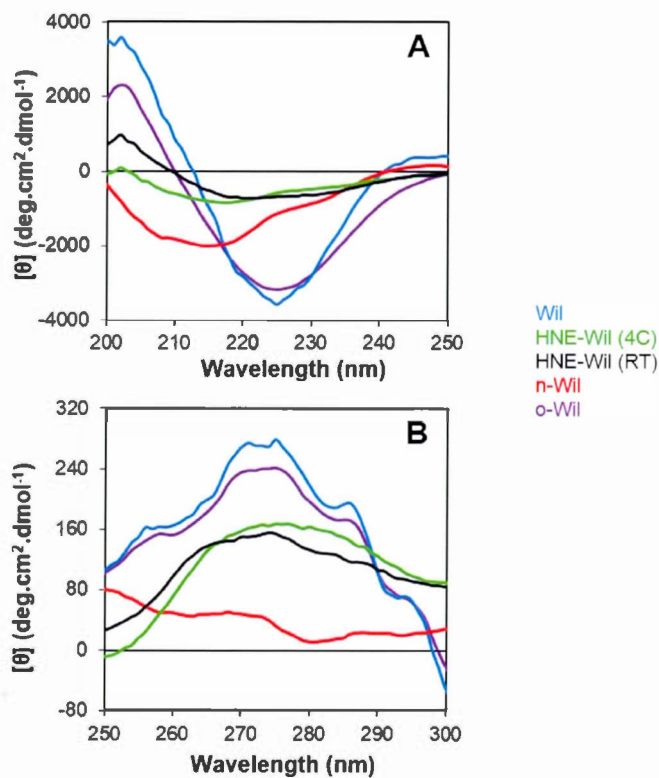 A
4000
2000
0
-2000
-4000
[θ] (deg.cm².dmol⁻¹)
200 210 220 230 240 250
Wavelength (nm)
Wil
HNE-Wil (4C)
HNE-Wil (RT)
n-Wil
o-Wil
B
320
240
160
80
0
-80
[θ] (deg.cm².dmol⁻¹)
250 260 270 280 290 300
Wavelength (nm)